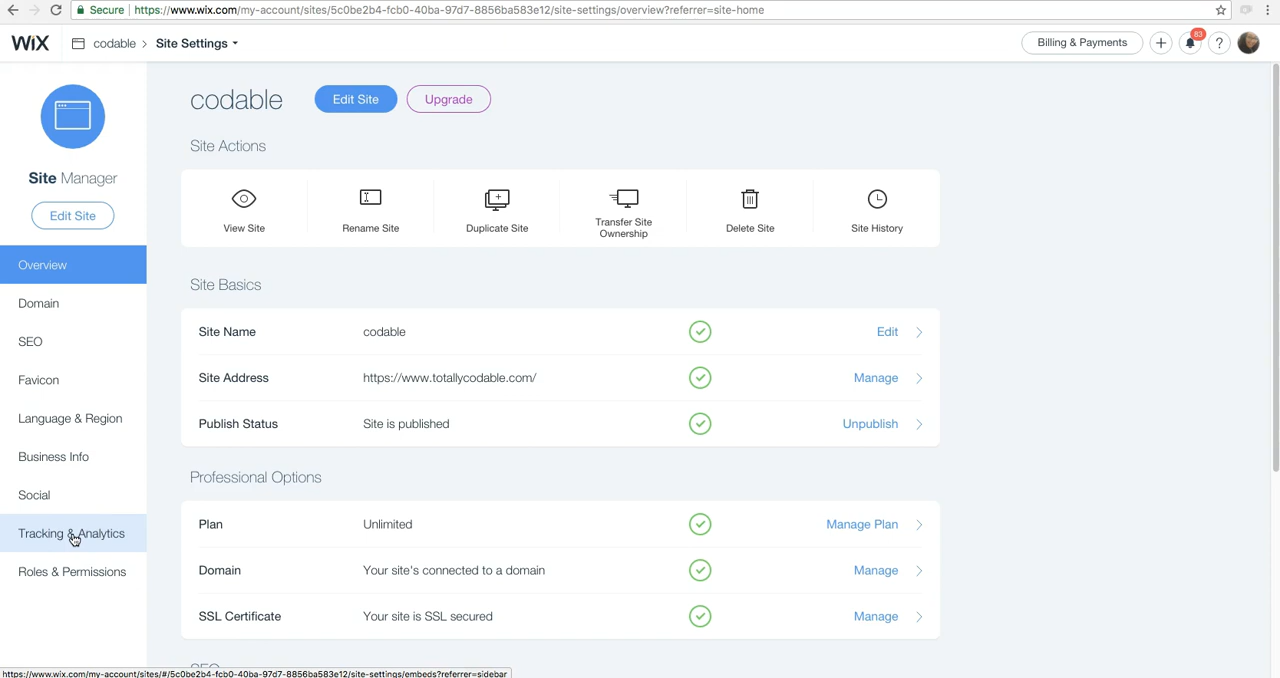 Secure
https://www.wix.com/my-account/sites/5c0be2b4-fcb0-40ba-97d7-8856ba583e12/site-settings/overview?referrer=site-home
WiX
codable
Site Settings
Billing & Payments
83
?
Site Manager
Edit Site
Overview
Domain
SEO
Favicon
Language & Region
Business Info
Social
Tracking & Analytics
Roles & Permissions
codable
Edit Site
Upgrade
Site Actions
View Site
Rename Site
Duplicate Site
Transfer Site
Ownership
Delete Site
Site History
Site Basics
Site Name codable Edit
Site Address https://www.totallycodable.com/ Manage
Publish Status Site is published Unpublish
Professional Options
Plan Unlimited Manage Plan
Domain Your site's connected to a domain Manage
SSL Certificate Your site is SSL secured Manage
SEO
https://www.wix.com/my-account/sites/#/5c0be2b4-fcb0-40ba-97d7-8856ba583e12/site-settings/embeds?referrer=sidebar